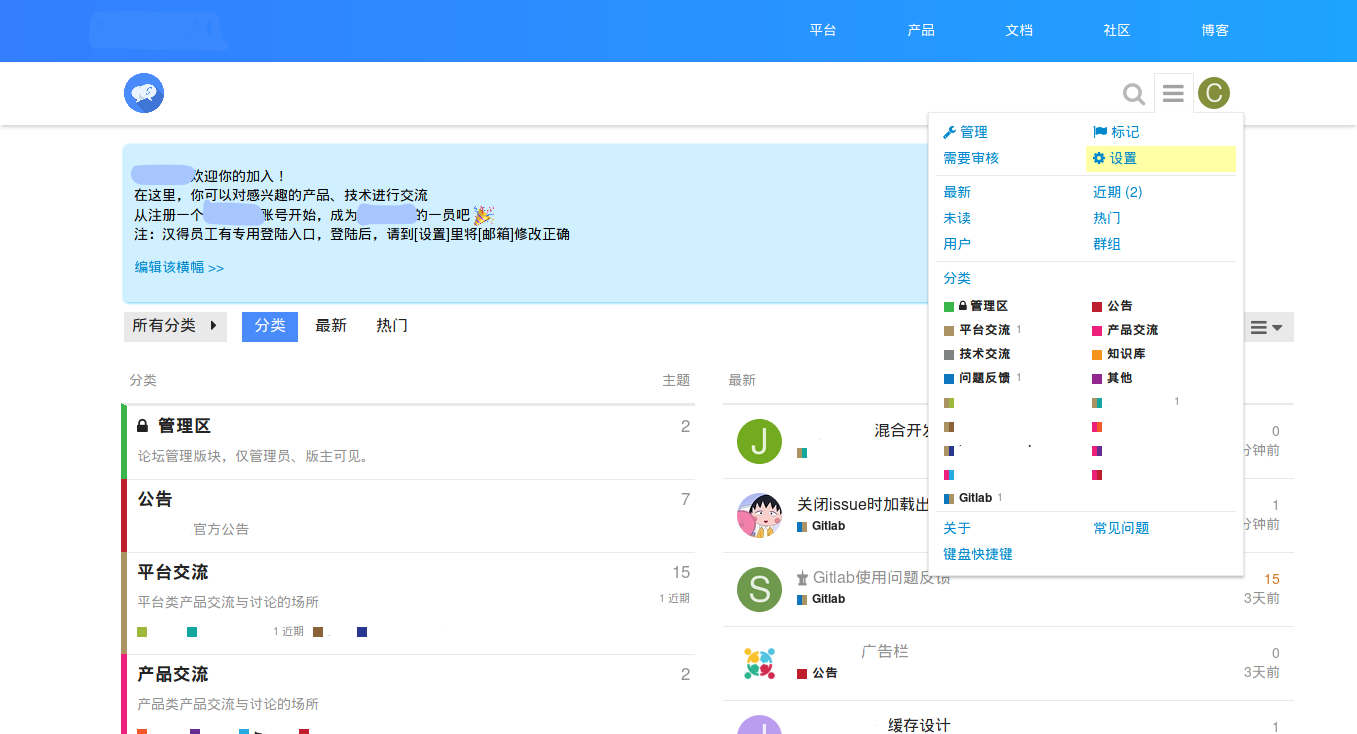 平台 产品 文档 社区 博客
C
管理 标记
需要审核 设置
最新 近期 (2)
未读 热门
用户 群组
分类
管理区 公告
平台交流 1 产品交流
技术交流 知识库
问题反馈 1 其他
1
Gitlab 1
关于 常见问题
键盘快捷键
欢迎你的加入！
在这里，你可以对感兴趣的产品、技术进行交流
从注册一个 账号开始，成为 的一员吧
注：汉得员工有专用登陆入口，登陆后，请到[设置]里将[邮箱]修改正确
编辑该横幅 >>
所有分类 分类 最新 热门
分类 主题
管理区 2
论坛管理版块，仅管理员、版主可见。
公告 7
官方公告
平台交流 15
平台类产品交流与讨论的场所 1 近期
1 近期
产品交流 2
产品类产品交流与讨论的场所
最新
J 混合开发 0
分钟前
关闭issue时加载出 1
Gitlab 分钟前
S Gitlab使用问题反馈 15
Gitlab 3天前
广告栏 0
公告 3天前
缓存设计 1